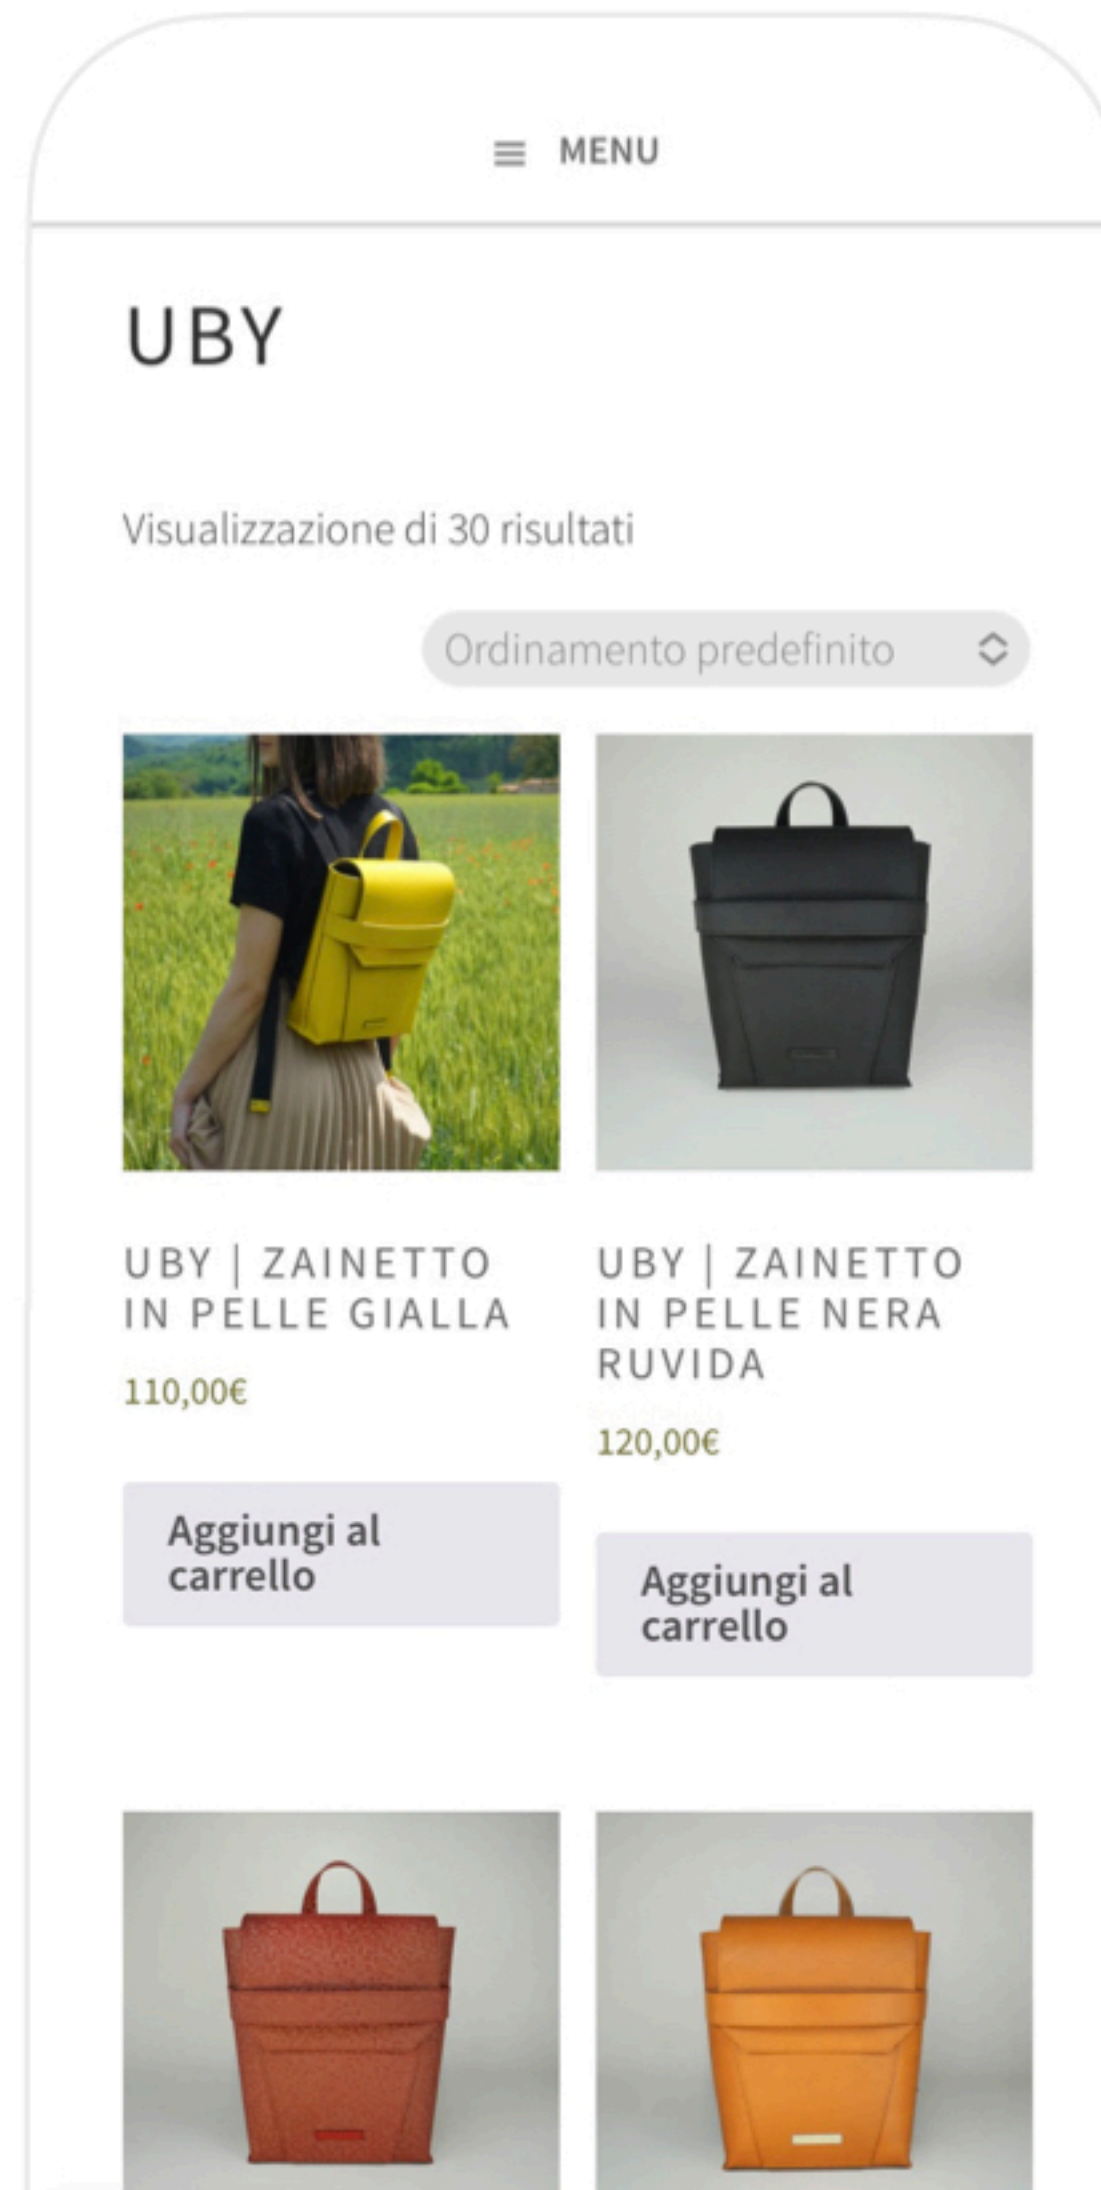 MENU
UBY
Visualizzazione di 30 risultati
Ordinamento predefinito
UBY | ZAINETTO
IN PELLE GIALLA
110,00€
Aggiungi al
carrello
UBY | ZAINETTO
IN PELLE NERA
RUVIDA
120,00€
Aggiungi al
carrello